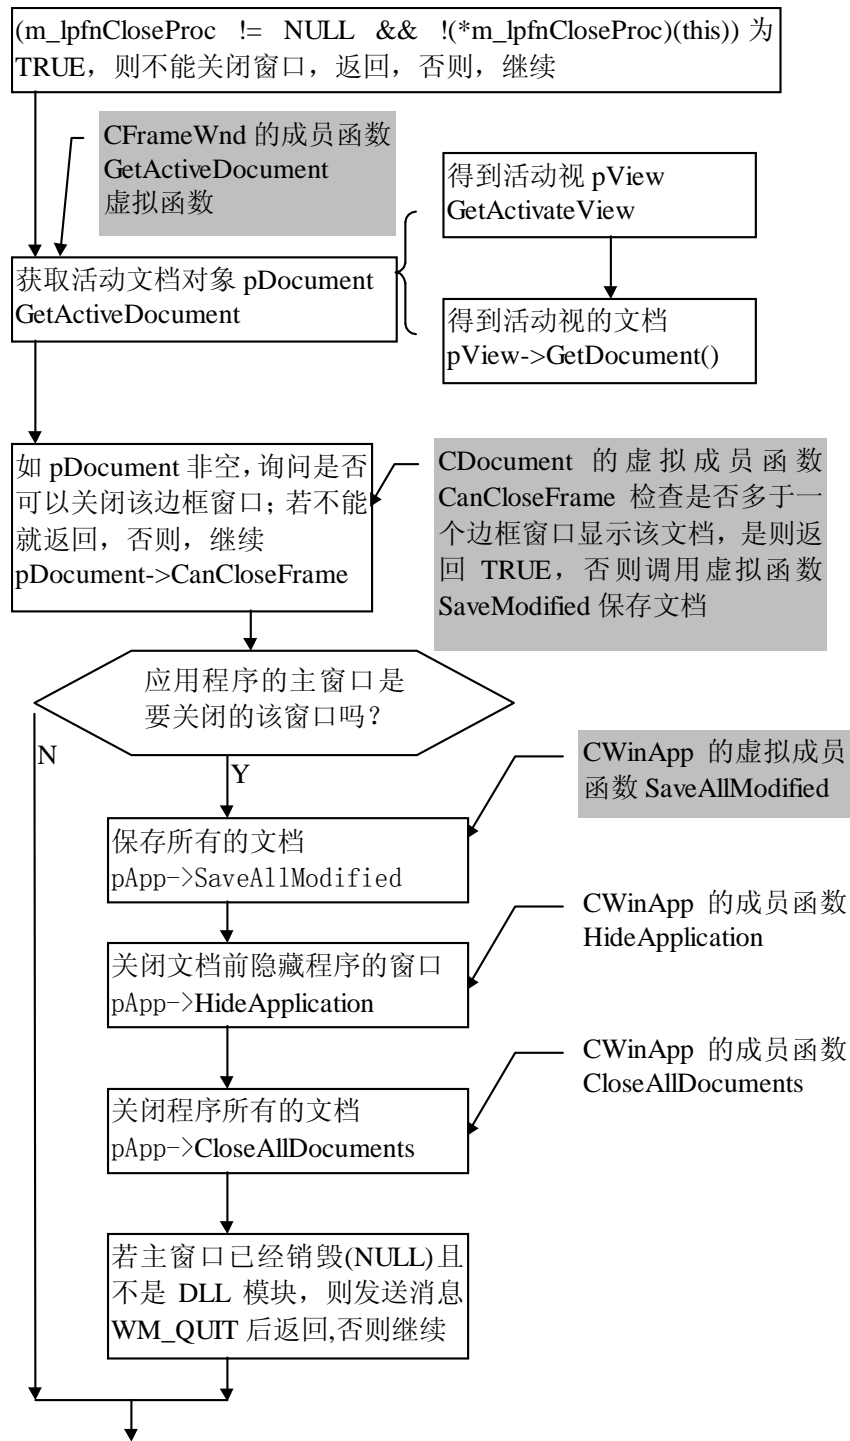 (m_lpfnCloseProc != NULL && !(*m_lpfnCloseProc)(this)) 为
TRUE，则不能关闭窗口，返回，否则，继续
CFrameWnd 的成员函数
GetActiveDocument
虚拟函数
得到活动视 pView
GetActivateView
获取活动文档对象 pDocument
GetActiveDocument
得到活动视的文档
pView->GetDocument()
如 pDocument 非空，询问是否
可以关闭该边框窗口；若不能
就返回，否则，继续
pDocument->CanCloseFrame
CDocument 的虚拟成员函数
CanCloseFrame 检查是否多于一
个边框窗口显示该文档，是则返
回 TRUE，否则调用虚拟函数
SaveModified 保存文档
应用程序的主窗口是
要关闭的该窗口吗？
N
Y
CWinApp 的虚拟成员
函数 SaveAllModified
保存所有的文档
pApp->SaveAllModified
CWinApp 的成员函数
HideApplication
关闭文档前隐藏程序的窗口
pApp->HideApplication
CWinApp 的成员函数
CloseAllDocuments
关闭程序所有的文档
pApp->CloseAllDocuments
若主窗口已经销毁(NULL)且
不是 DLL 模块，则发送消息
WM_QUIT 后返回,否则继续